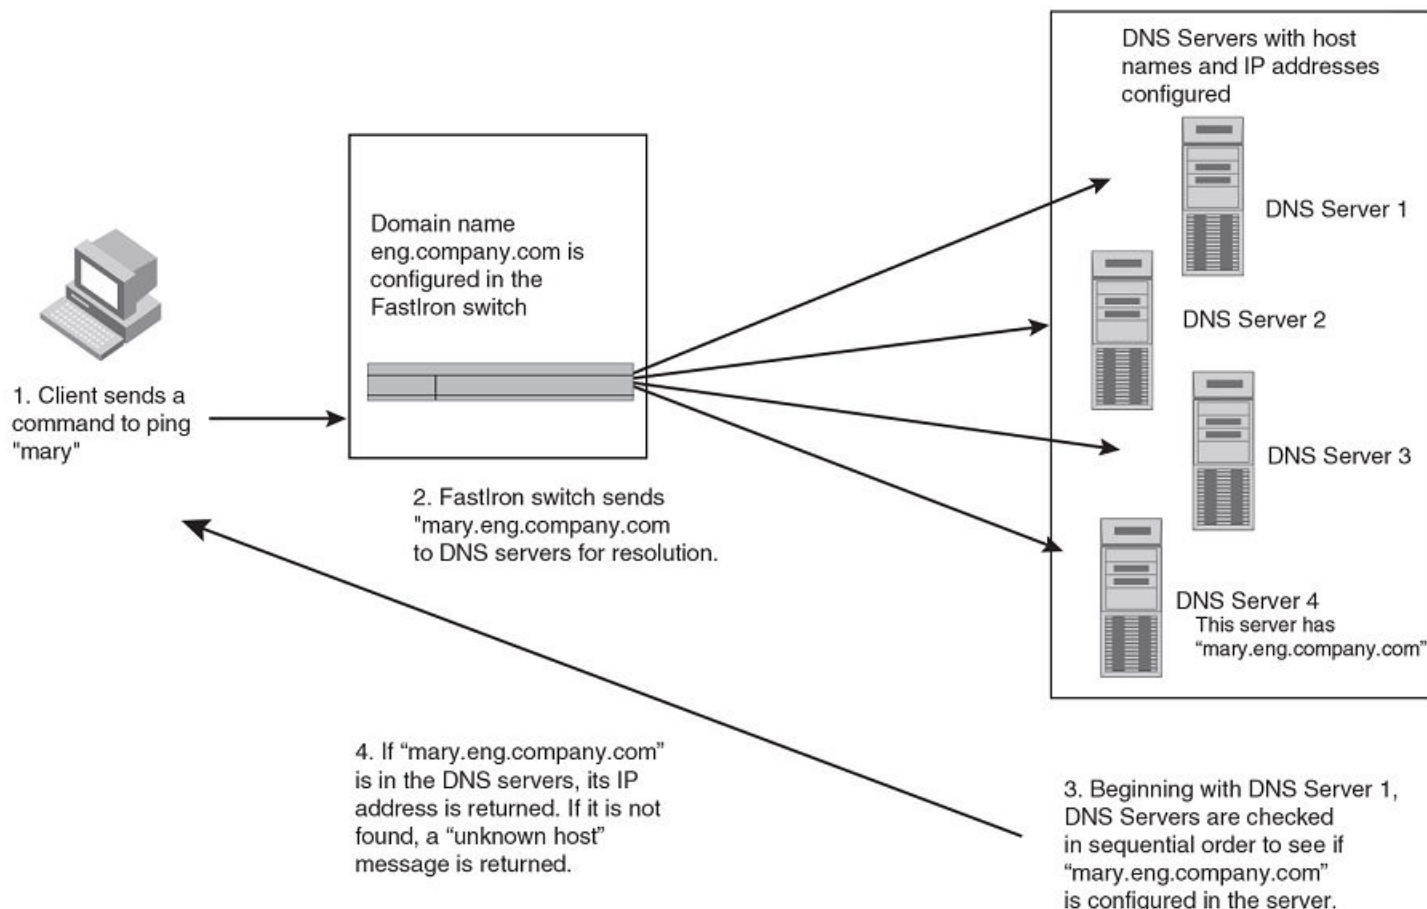 DNS Servers with host
names and IP addresses
configured
DNS Server 1
Domain name
eng.company.com is
configured in the
FastIron switch
DNS Server 2
1. Client sends a
command to ping
"mary"
DNS Server 3
2. FastIron switch sends
"mary.eng.company.com
to DNS servers for resolution.
DNS Server 4
This server has
“mary.eng.company.com”
4. If “mary.eng.company.com”
is in the DNS servers, its IP
address is returned. If it is not
found, a “unknown host”
message is returned.
3. Beginning with DNS Server 1,
DNS Servers are checked
in sequential order to see if
“mary.eng.company.com”
is configured in the server.